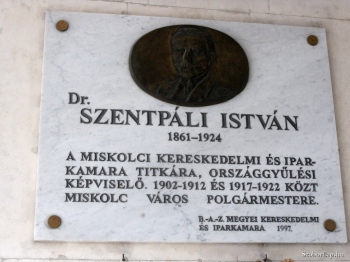 Dr.
SZENTPÁLI ISTVÁN
1861-1924
A MISKOLCI KERESKEDELMI ÉS IPAR-
KAMARA TITKÁRA, ORSZÁGGYŰLÉSI
KÉPVISELŐ. 1902-1912 ÉS 1917-1922 KÖZT
MISKOLC VÁROS POLGÁRMESTERE.
B.-A.-Z. MEGYEI KERESKEDELMI
ÉS IPARKAMARA 1997.